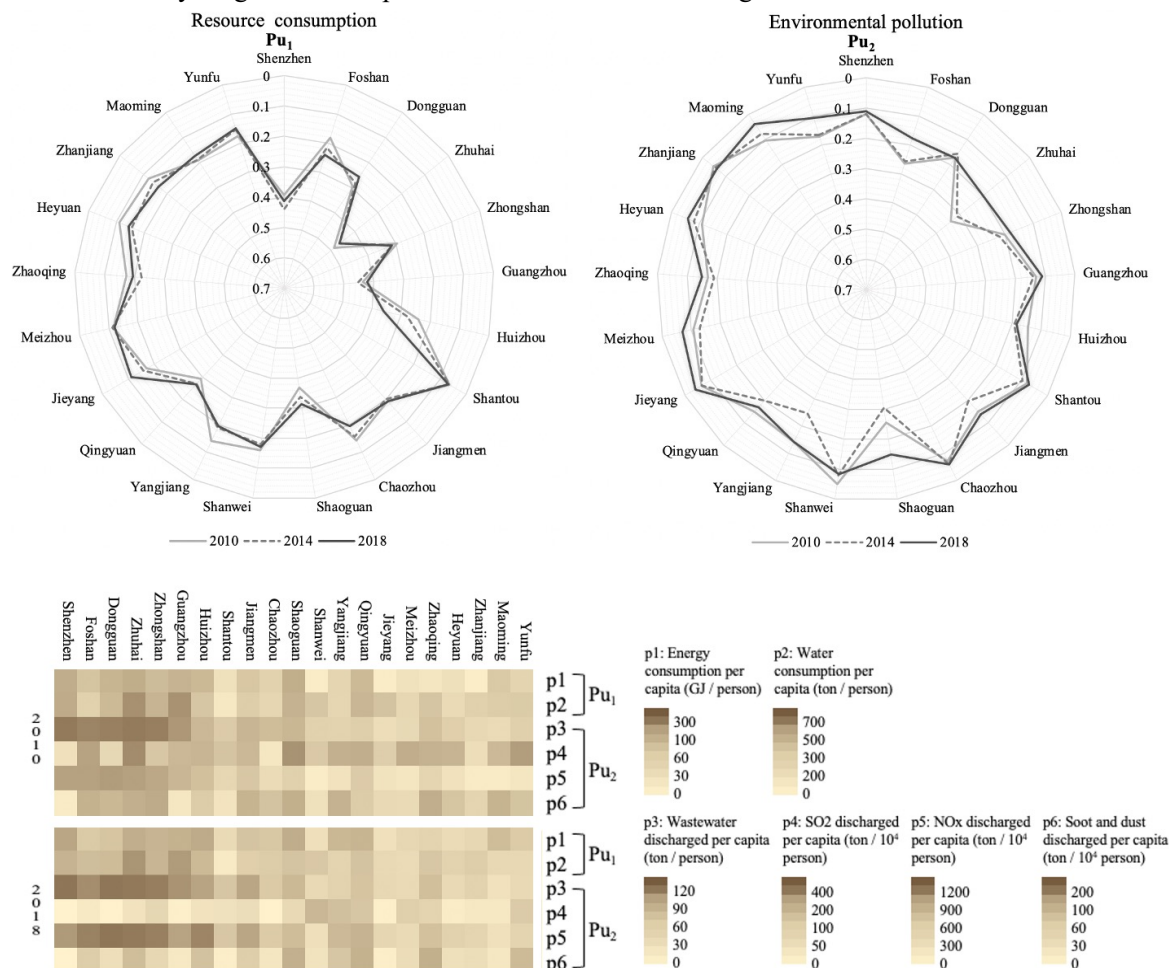 Resource consumption
Pu1
Shenzhen
Foshan
Dongguan
Zhuhai
Zhongshan
Guangzhou
Huizhou
Shantou
Jiangmen
Chaozhou
Shaoguan
Shanwei
Yangjiang
Qingyuan
Jieyang
Meizhou
Zhaoqing
Heyuan
Zhanjiang
Maoming
Yunfu
0
0.1
0.2
0.3
0.4
0.5
0.6
0.7
2010 2014 2018
Environmental pollution
Pu2
Shenzhen
Foshan
Dongguan
Zhuhai
Zhongshan
Guangzhou
Huizhou
Shantou
Jiangmen
Chaozhou
Shaoguan
Shanwei
Yangjiang
Qingyuan
Jieyang
Meizhou
Zhaoqing
Heyuan
Zhanjiang
Maoming
Yunfu
0
0.1
0.2
0.3
0.4
0.5
0.6
0.7
2010 2014 2018
Shenzhen
Foshan
Dongguan
Zhuhai
Zhongshan
Guangzhou
Huizhou
Shantou
Jiangmen
Chaozhou
Shaoguan
Shanwei
Yangjiang
Qingyuan
Jieyang
Meizhou
Zhaoqing
Heyuan
Zhanjiang
Maoming
Yunfu
2010
p1
p2
Pu1
p3
p4
p5
p6
Pu2
2018
p1
p2
Pu1
p3
p4
p5
p6
Pu2
p1: Energy
consumption per
capita (GJ / person)
300
100
60
30
0
p2: Water
consumption per
capita (ton / person)
700
500
300
200
0
p3: Wastewater
discharged per capita
(ton / person)
120
90
60
30
0
p4: SO2 discharged
per capita (ton / 10⁴
person)
400
200
100
50
0
p5: NOx discharged
per capita (ton / 10⁴
person)
1200
900
600
300
0
p6: Soot and dust
discharged per capita
(ton / 10⁴ person)
200
100
60
30
0